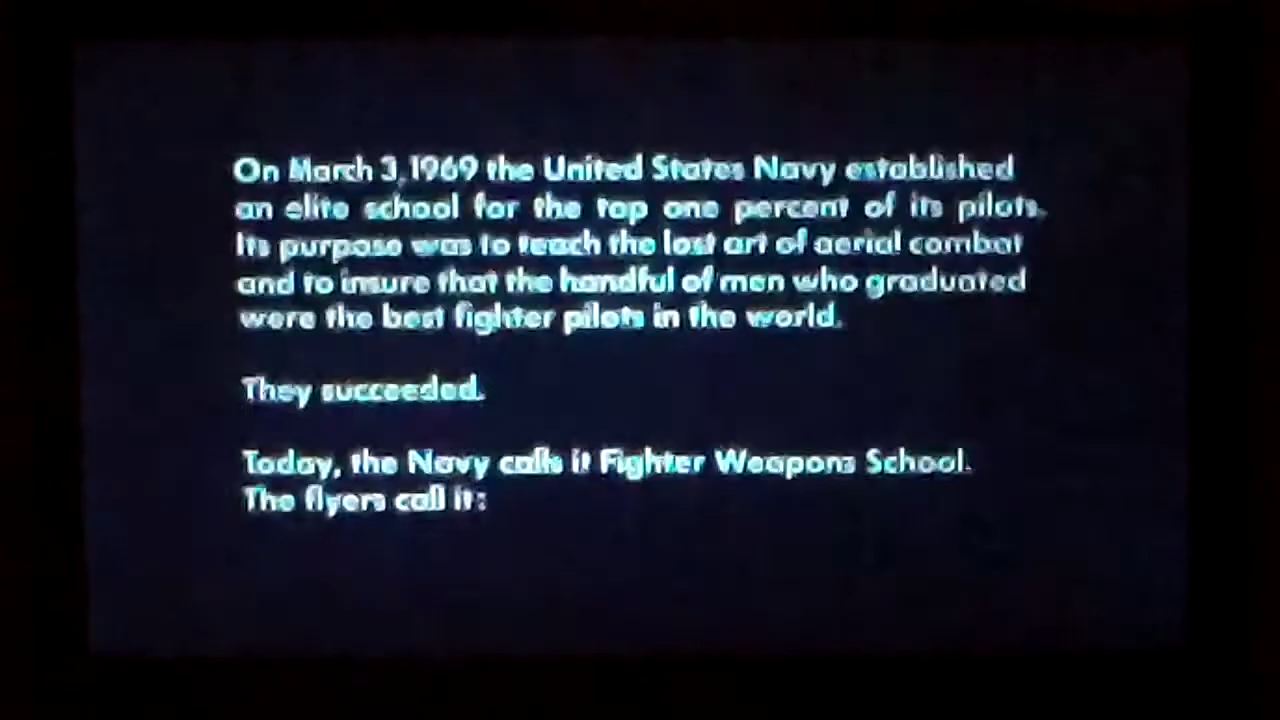 On March 3, 1969 the United States Navy established
an elite school for the top one percent of its pilots.
Its purpose was to teach the lost art of aerial combat
and to insure that the handful of men who graduated
were the best fighter pilots in the world.
They succeeded.
Today, the Navy calls it Fighter Weapons School.
The flyers call it: